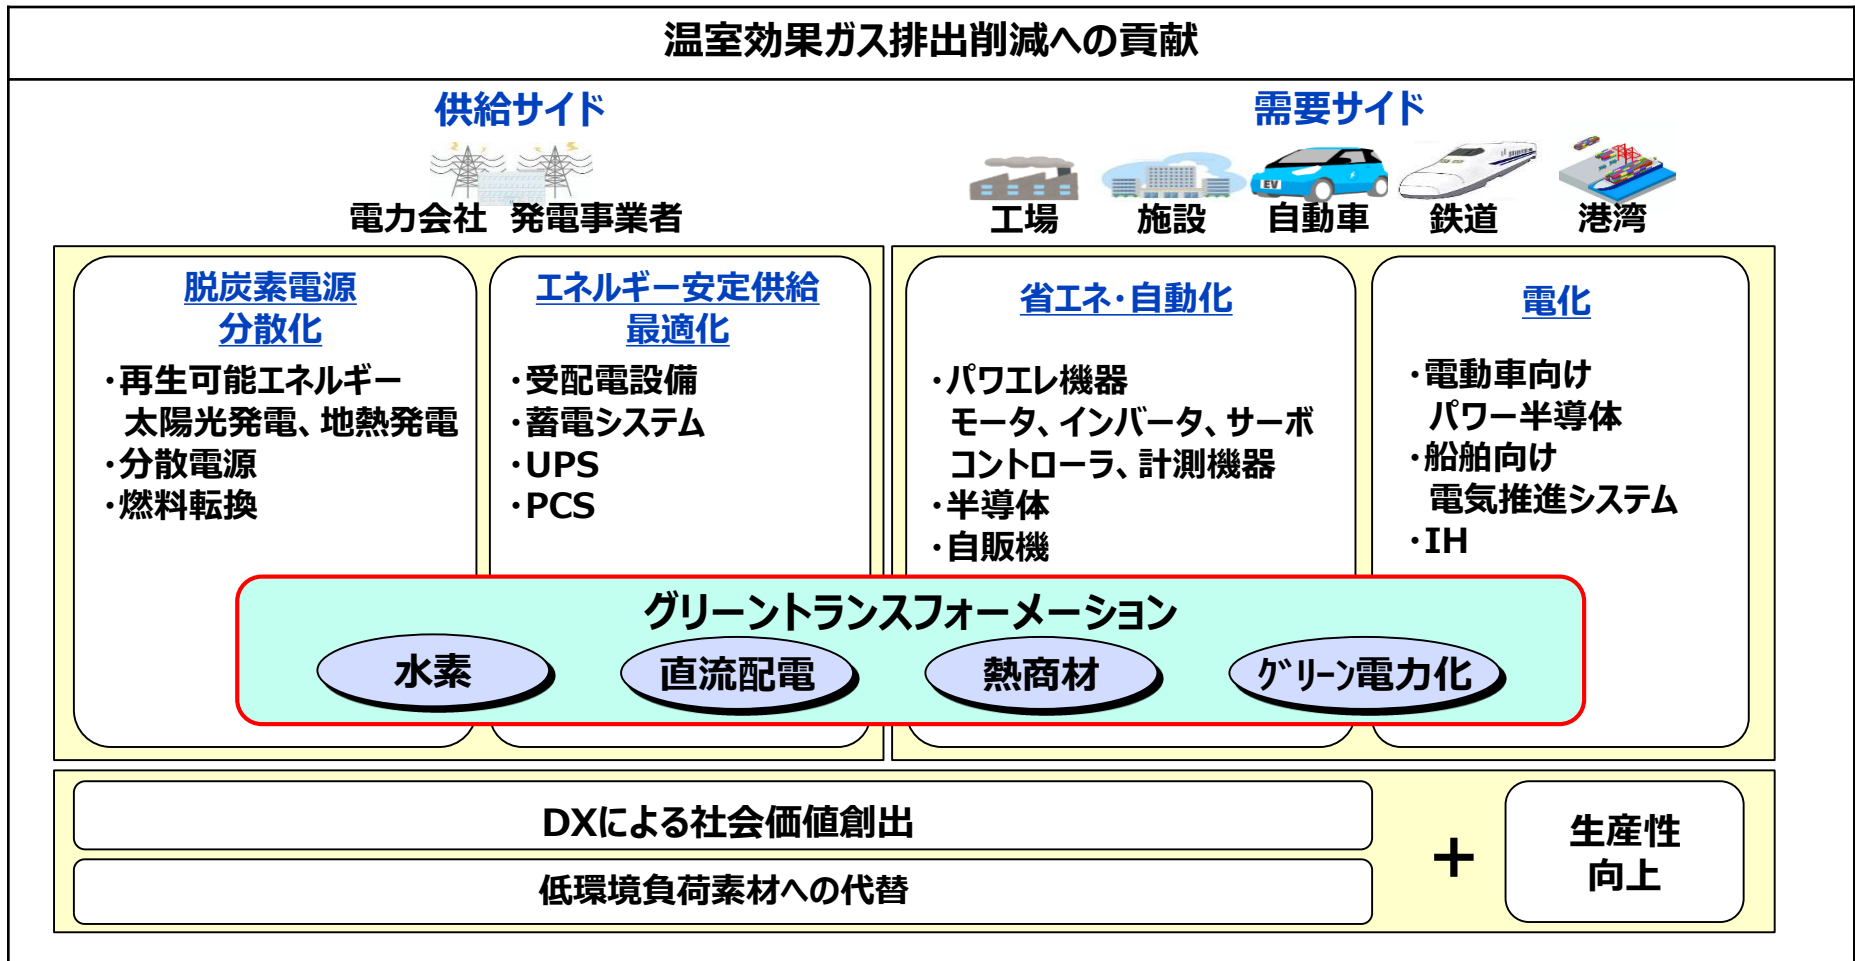 温室効果ガス排出削減への貢献
供給サイド
電力会社 発電事業者
需要サイド
EV
工場 施設 自動車 鉄道 港湾
脱炭素電源
分散化
・再生可能エネルギー
太陽光発電、地熱発電
・分散電源
・燃料転換
エネルギー安定供給
最適化
・受配電設備
・蓄電システム
・UPS
・PCS
省エネ・自動化
・パワエレ機器
モータ、インバータ、サーボ
コントローラ、計測機器
・半導体
・自販機
電化
・電動車向け
パワー半導体
・船舶向け
電気推進システム
・IH
グリーントランスフォーメーション
水素 直流配電 熱商材 グリーン電力化
DXによる社会価値創出
低環境負荷素材への代替
+
生産性
向上